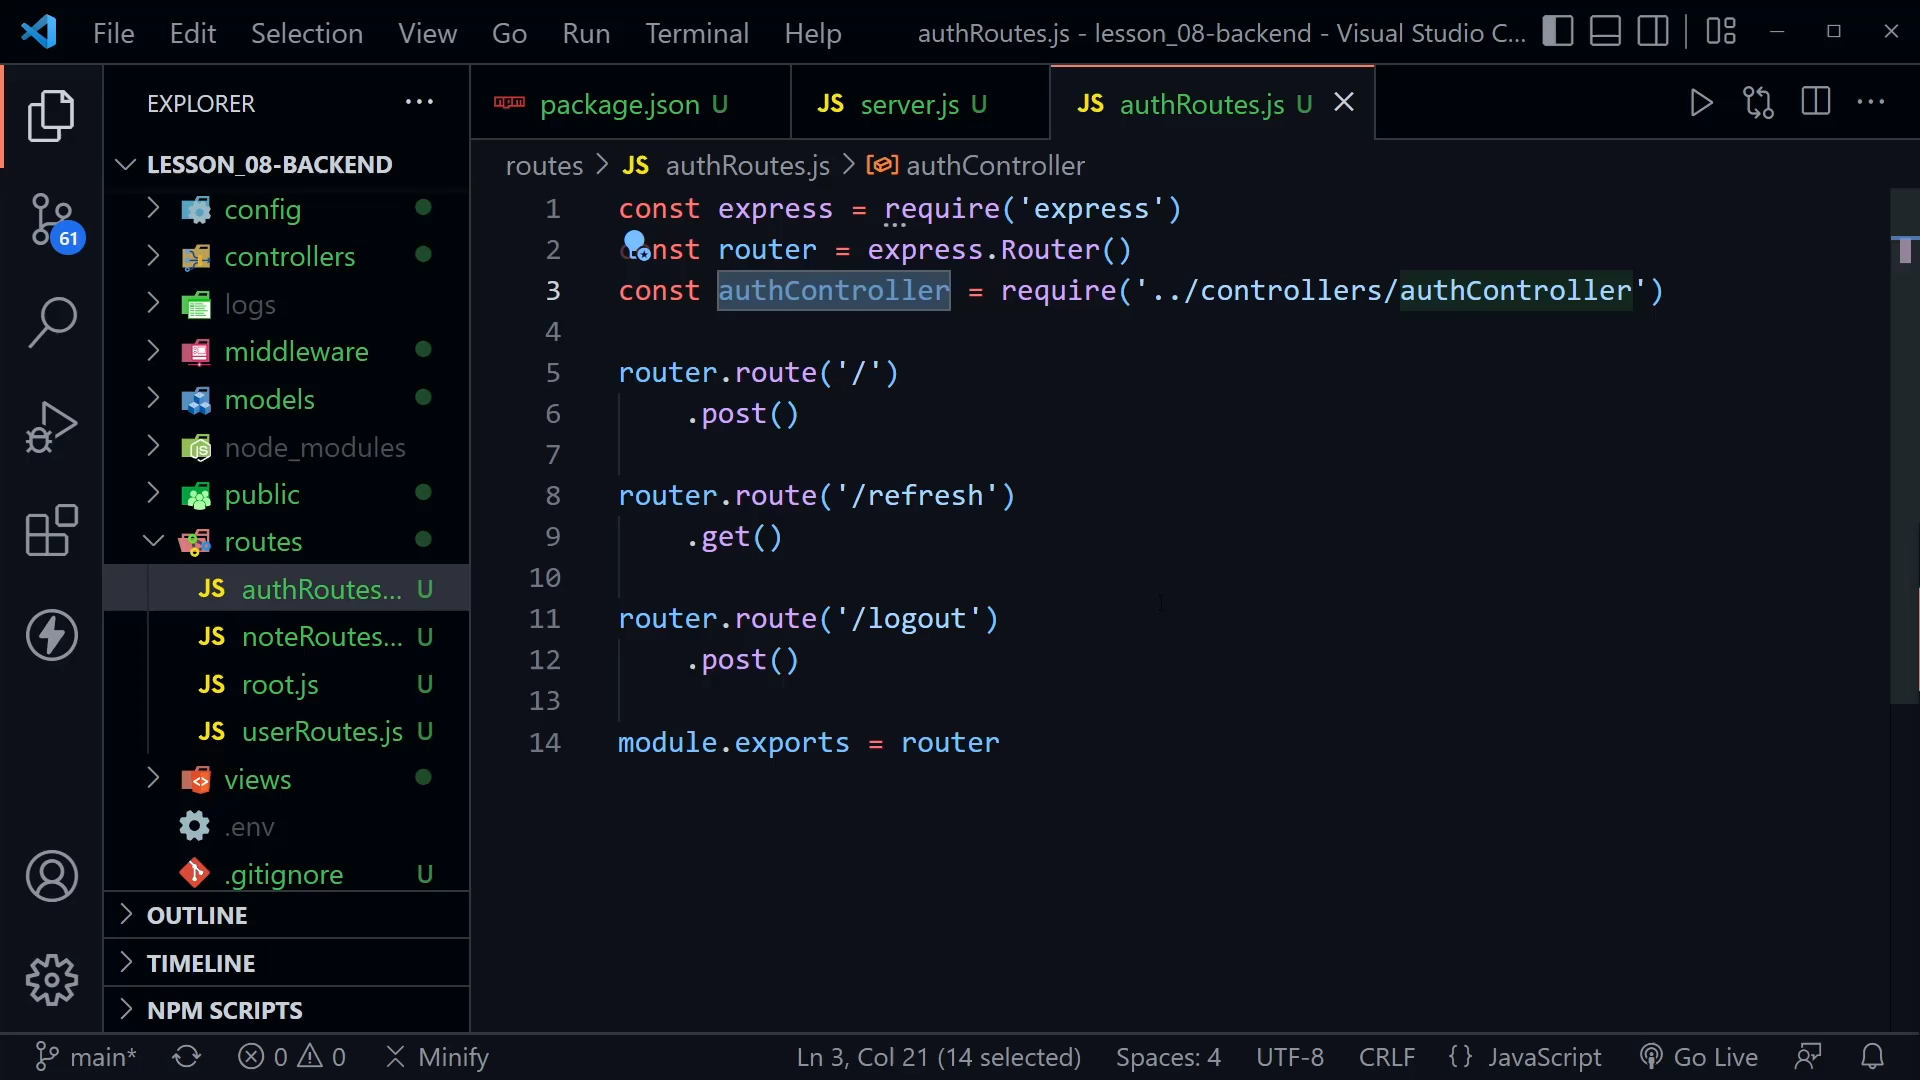 File Edit Selection View Go Run Terminal Help authRoutes.js - lesson_08-backend - Visual Studio C...
EXPLORER
package.json U
JS server.js U
JS authRoutes.js U
LESSON_08-BACKEND
routes > JS authRoutes.js > authController
61
config
controllers
logs
middleware
models
node_modules
public
routes
JS authRoutes... U
JS noteRoutes... U
JS root.js U
JS userRoutes.js U
views
.env
.gitignore U
OUTLINE
TIMELINE
NPM SCRIPTS
1 const express = require('express')
2 const router = express.Router()
3 const authController = require('../controllers/authController')
4
5 router.route('/')
6 .post()
7
8 router.route('/refresh')
9 .get()
10
11 router.route('/logout')
12 .post()
13
14 module.exports = router
main* 0 0 Minify Ln 3, Col 21 (14 selected) Spaces: 4 UTF-8 CRLF {} JavaScript Go Live